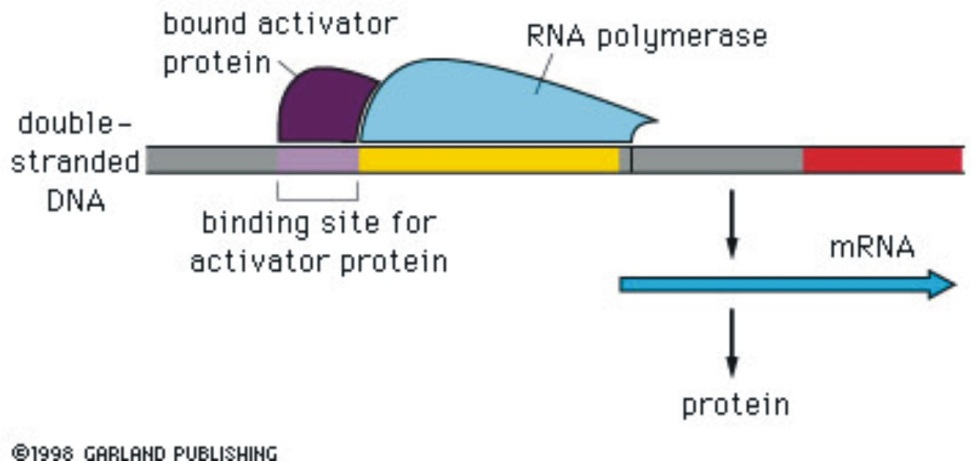 bound activator
protein
RNA polymerase
double-
stranded
DNA
binding site for
activator protein
mRNA
protein
©1998 GARLAND PUBLISHING